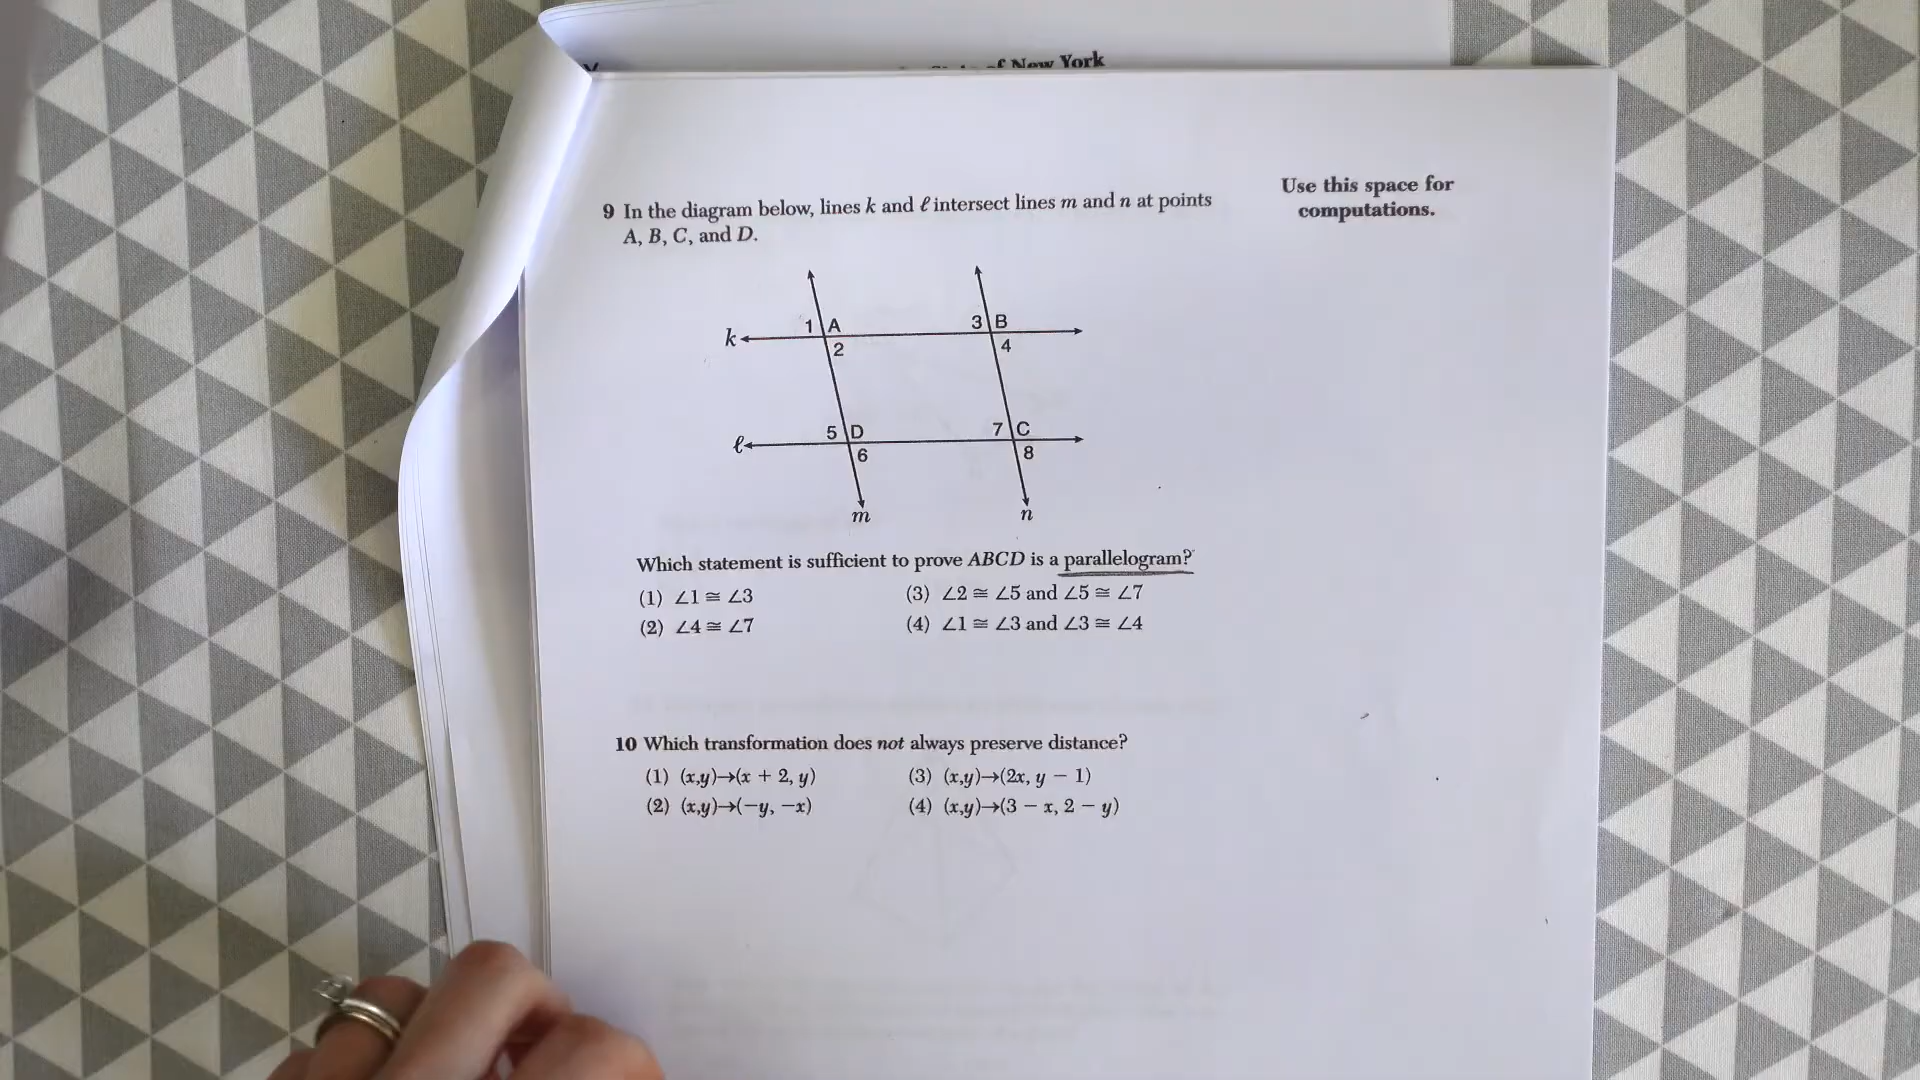 of New York
Use this space for
computations.
9 In the diagram below, lines k and ℓ intersect lines m and n at points
A, B, C, and D.
1 A 3 B
k
2 4
5 D 7 C
ℓ
6 8
m n
Which statement is sufficient to prove ABCD is a parallelogram?
(1) ∠1 ≅ ∠3 (3) ∠2 ≅ ∠5 and ∠5 ≅ ∠7
(2) ∠4 ≅ ∠7 (4) ∠1 ≅ ∠3 and ∠3 ≅ ∠4
10 Which transformation does not always preserve distance?
(1) (x,y)→(x + 2, y) (3) (x,y)→(2x, y − 1)
(2) (x,y)→(−y, −x) (4) (x,y)→(3 − x, 2 − y)